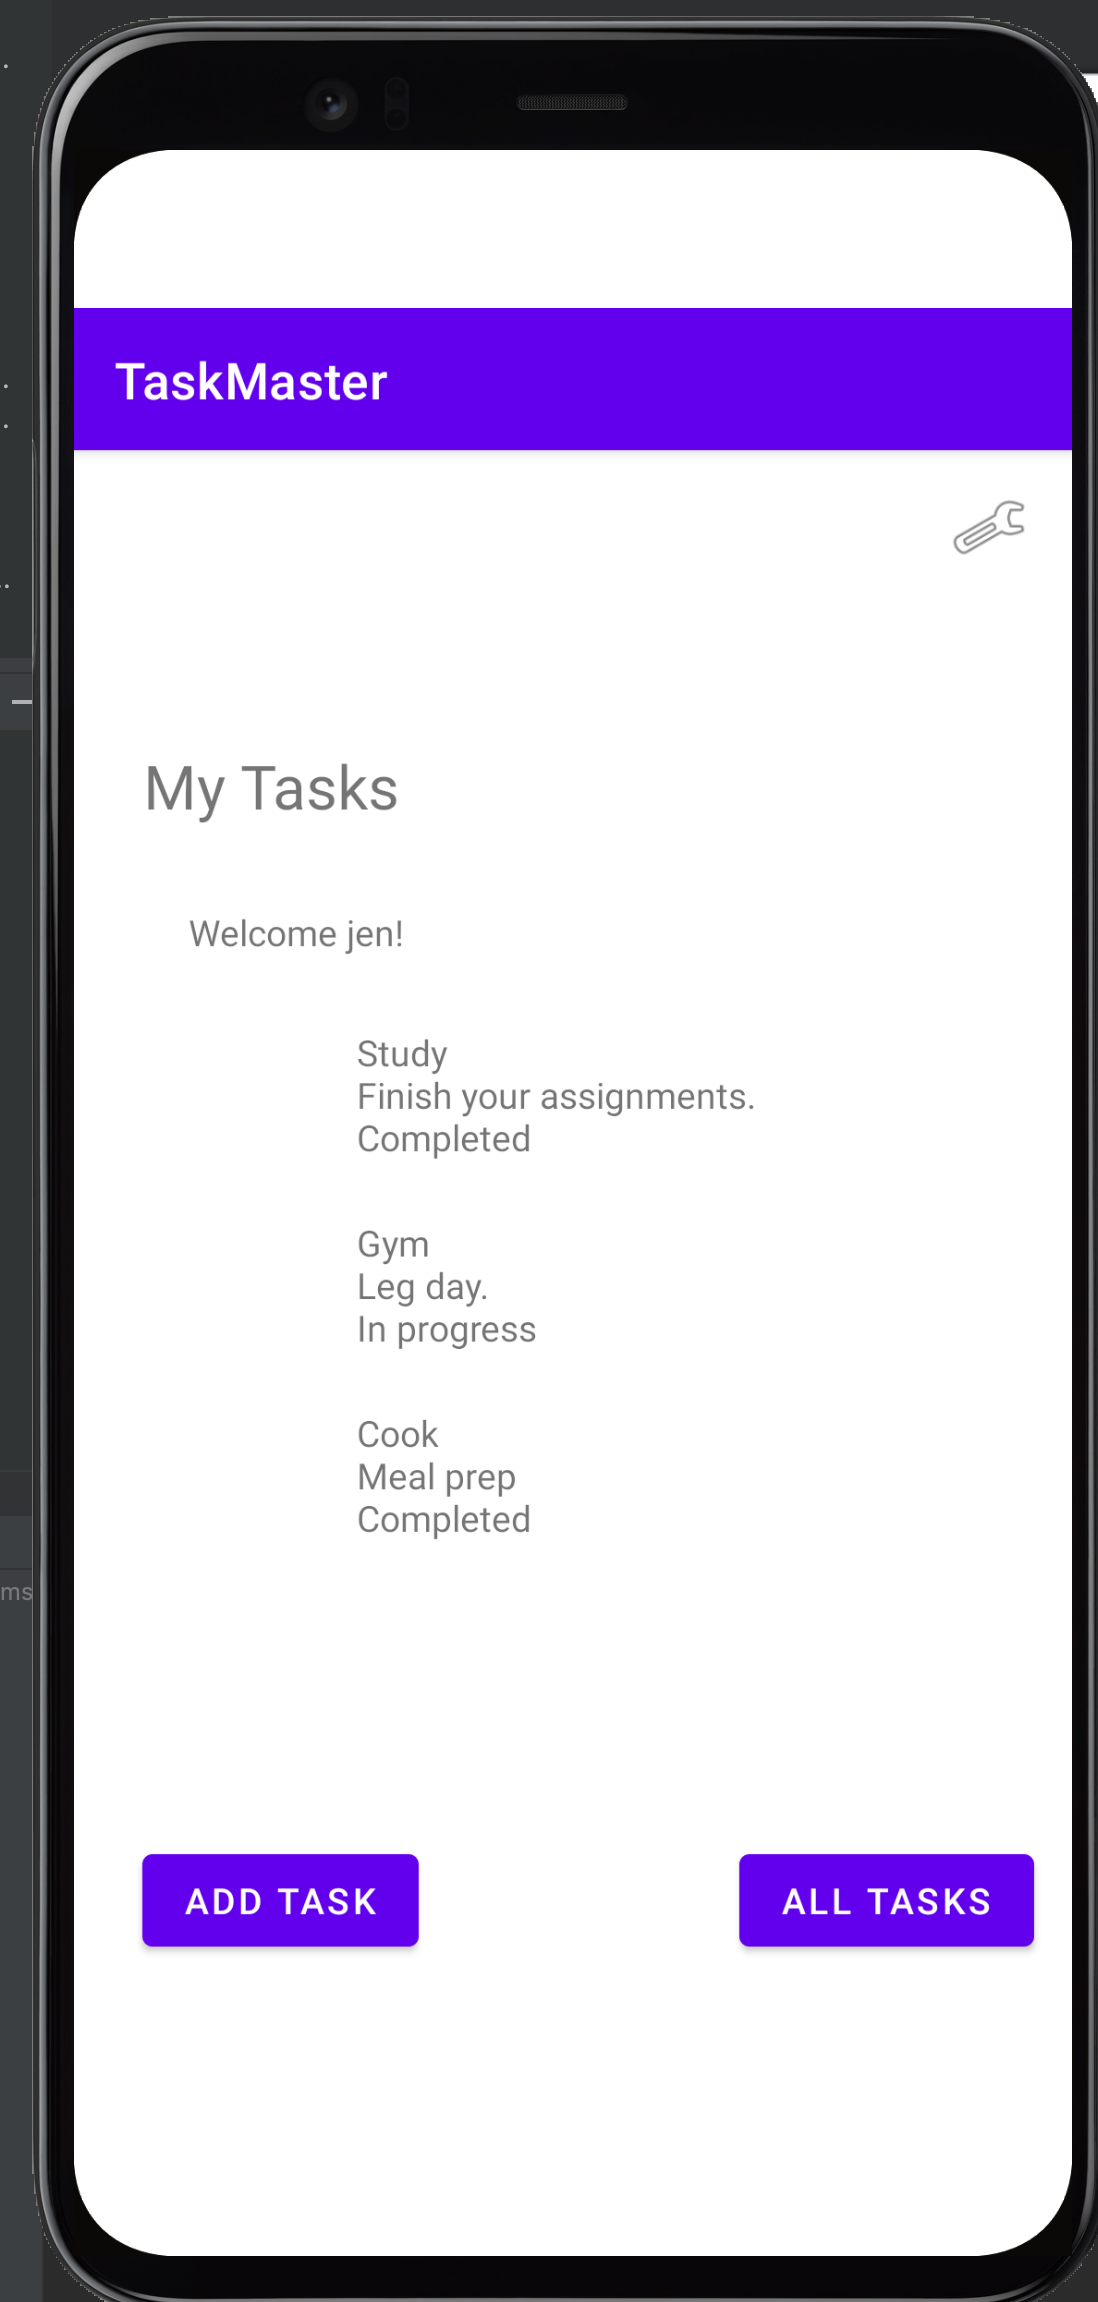 TaskMaster
My Tasks
Welcome jen!
Study
Finish your assignments.
Completed
Gym
Leg day.
In progress
Cook
Meal prep
Completed
ms
ADD TASK
ALL TASKS